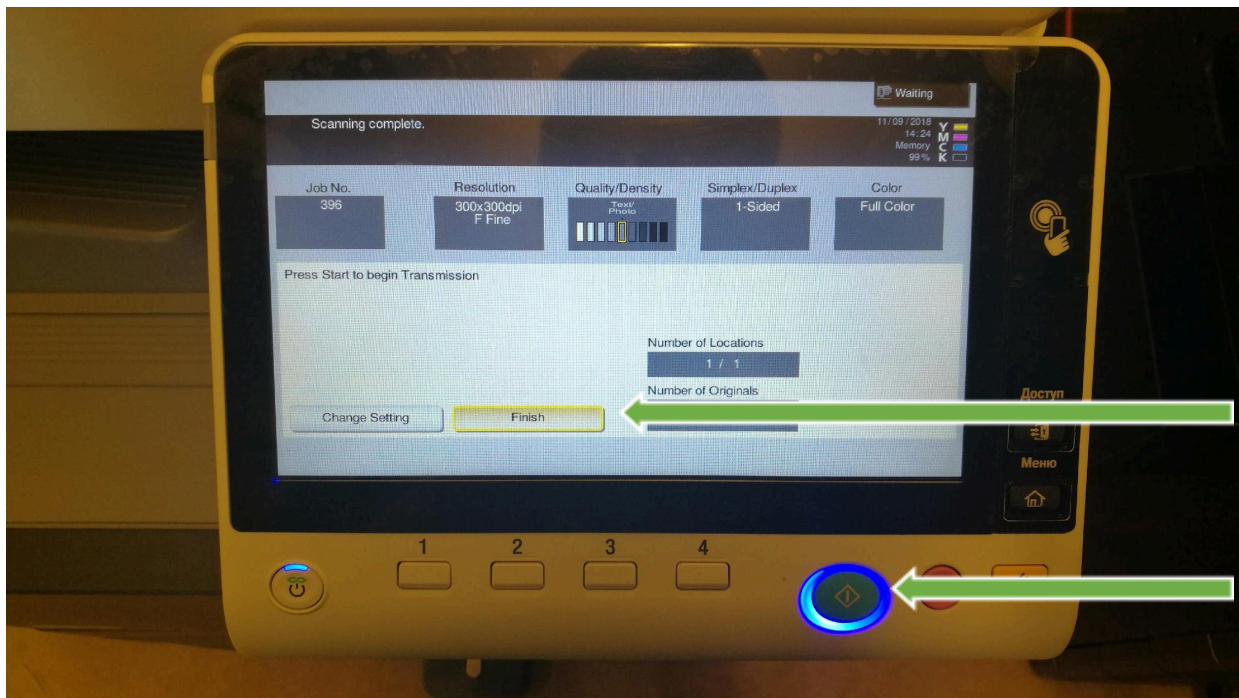 Waiting
Scanning complete.
11/09/2018
14:24
Memory
99%
Y
M
C
K
Job No.
396
Resolution
300x300dpi
F Fine
Quality/Density
Text/
Photo
Simplex/Duplex
1-Sided
Color
Full Color
Press Start to begin Transmission
Number of Locations
1 / 1
Number of Originals
Change Setting
Finish
Доступ
Меню
1
2
3
4